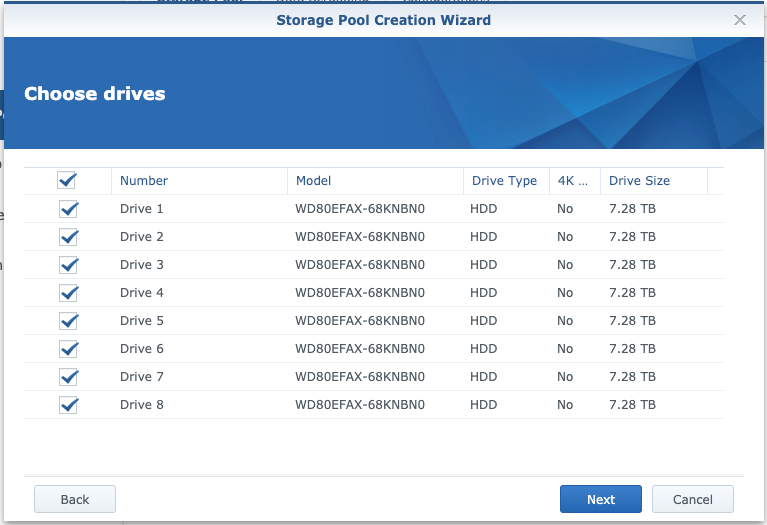 Storage Pool Creation Wizard
Choose drives
Number Model Drive Type 4K ... Drive Size
Drive 1 WD80EFAX-68KNBN0 HDD No 7.28 TB
Drive 2 WD80EFAX-68KNBN0 HDD No 7.28 TB
Drive 3 WD80EFAX-68KNBN0 HDD No 7.28 TB
Drive 4 WD80EFAX-68KNBN0 HDD No 7.28 TB
Drive 5 WD80EFAX-68KNBN0 HDD No 7.28 TB
Drive 6 WD80EFAX-68KNBN0 HDD No 7.28 TB
Drive 7 WD80EFAX-68KNBN0 HDD No 7.28 TB
Drive 8 WD80EFAX-68KNBN0 HDD No 7.28 TB
Back Next Cancel